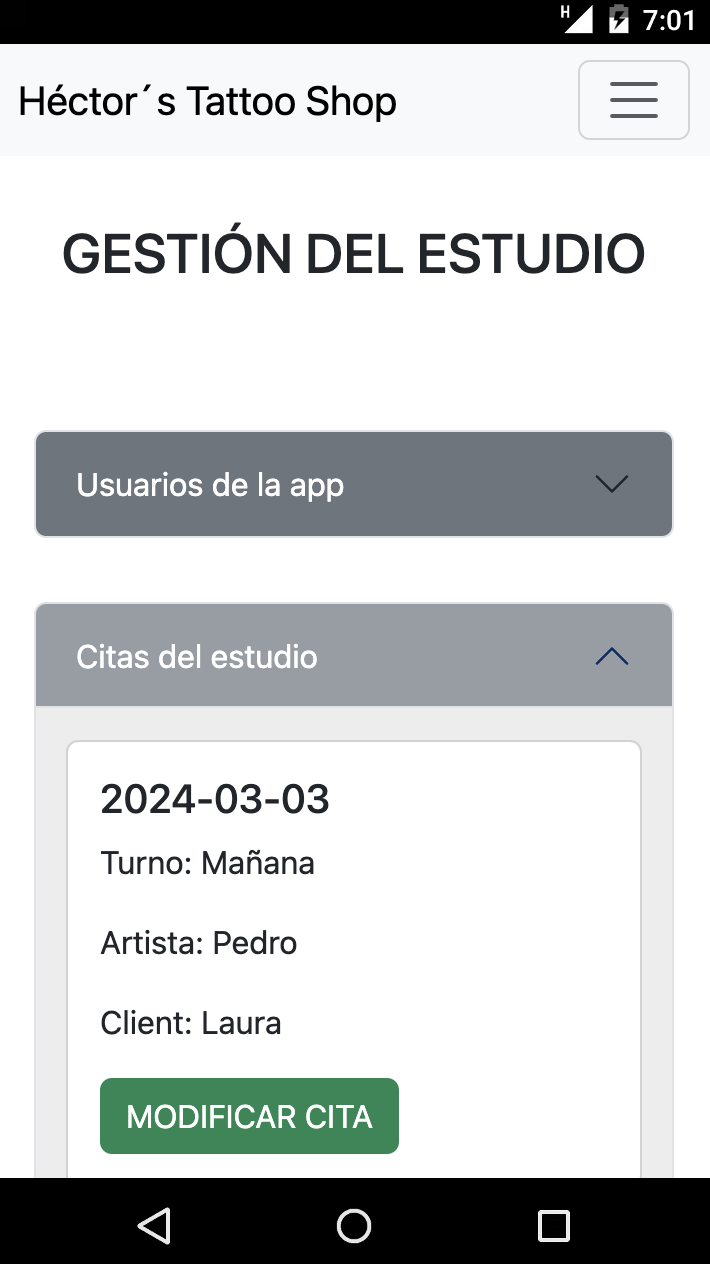 H
7:01
Héctor´s Tattoo Shop
GESTIÓN DEL ESTUDIO
Usuarios de la app
Citas del estudio
2024-03-03
Turno: Mañana
Artista: Pedro
Client: Laura
MODIFICAR CITA